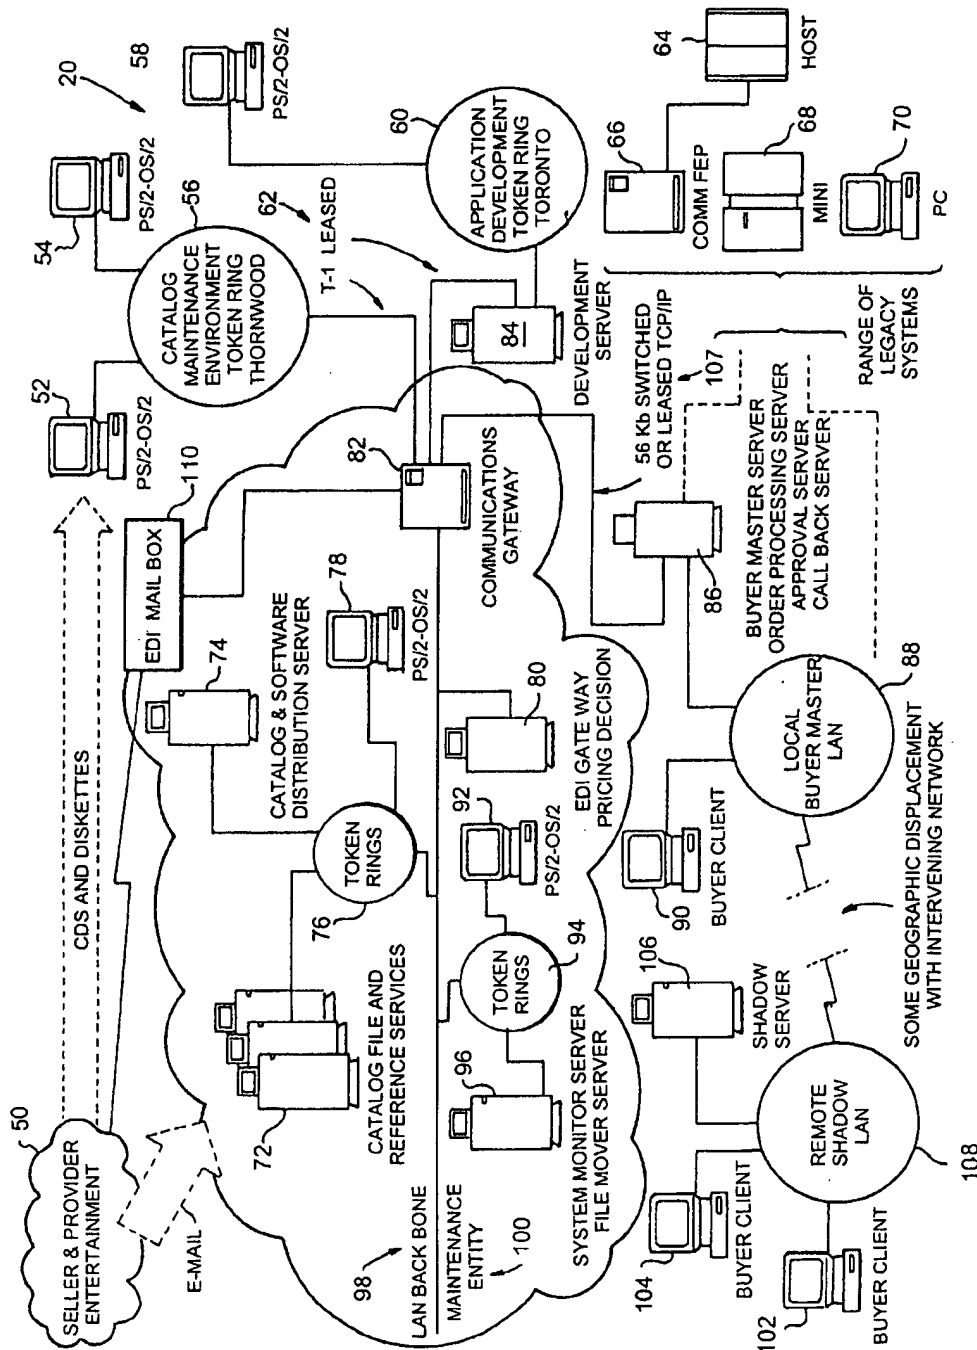 20
50
SELLER & PROVIDER
ENTERTAINMENT
CDS AND DISKETTES
E-MAIL
52
PS/2-OS/2
54
PS/2-OS/2
56
CATALOG
MAINTENANCE
ENVIRONMENT
TOKEN RING
THORNWOOD
58
PS/2-OS/2
60
APPLICATION
DEVELOPMENT
TOKEN RING
TORONTO
62
T-1 LEASED
110
EDI MAIL BOX
74
CATALOG & SOFTWARE
DISTRIBUTION SERVER
78
PS/2-OS/2
82
COMMUNICATIONS
GATEWAY
84
DEVELOPMENT
SERVER
64
HOST
66
COMM FEP
68
MINI
70
PC
RANGE OF
LEGACY
SYSTEMS
72
CATALOG FILE AND
REFERENCE SERVICES
76
TOKEN
RINGS
98
LAN BACK BONE
MAINTENANCE
ENTITY
100
96
SYSTEM MONITOR SERVER
FILE MOVER SERVER
94
TOKEN
RINGS
92
PS/2-OS/2
80
EDI GATE WAY
PRICING DECISION
56 Kb SWITCHED
OR LEASED TCP/IP
107
86
BUYER MASTER SERVER
ORDER PROCESSING SERVER
APPROVAL SERVER
CALL BACK SERVER
88
LOCAL
BUYER MASTER
LAN
90
BUYER CLIENT
SOME GEOGRAPHIC DISPLACEMENT
WITH INTERVENING NETWORK
106
SHADOW
SERVER
108
REMOTE
SHADOW
LAN
104
BUYER CLIENT
102
BUYER CLIENT